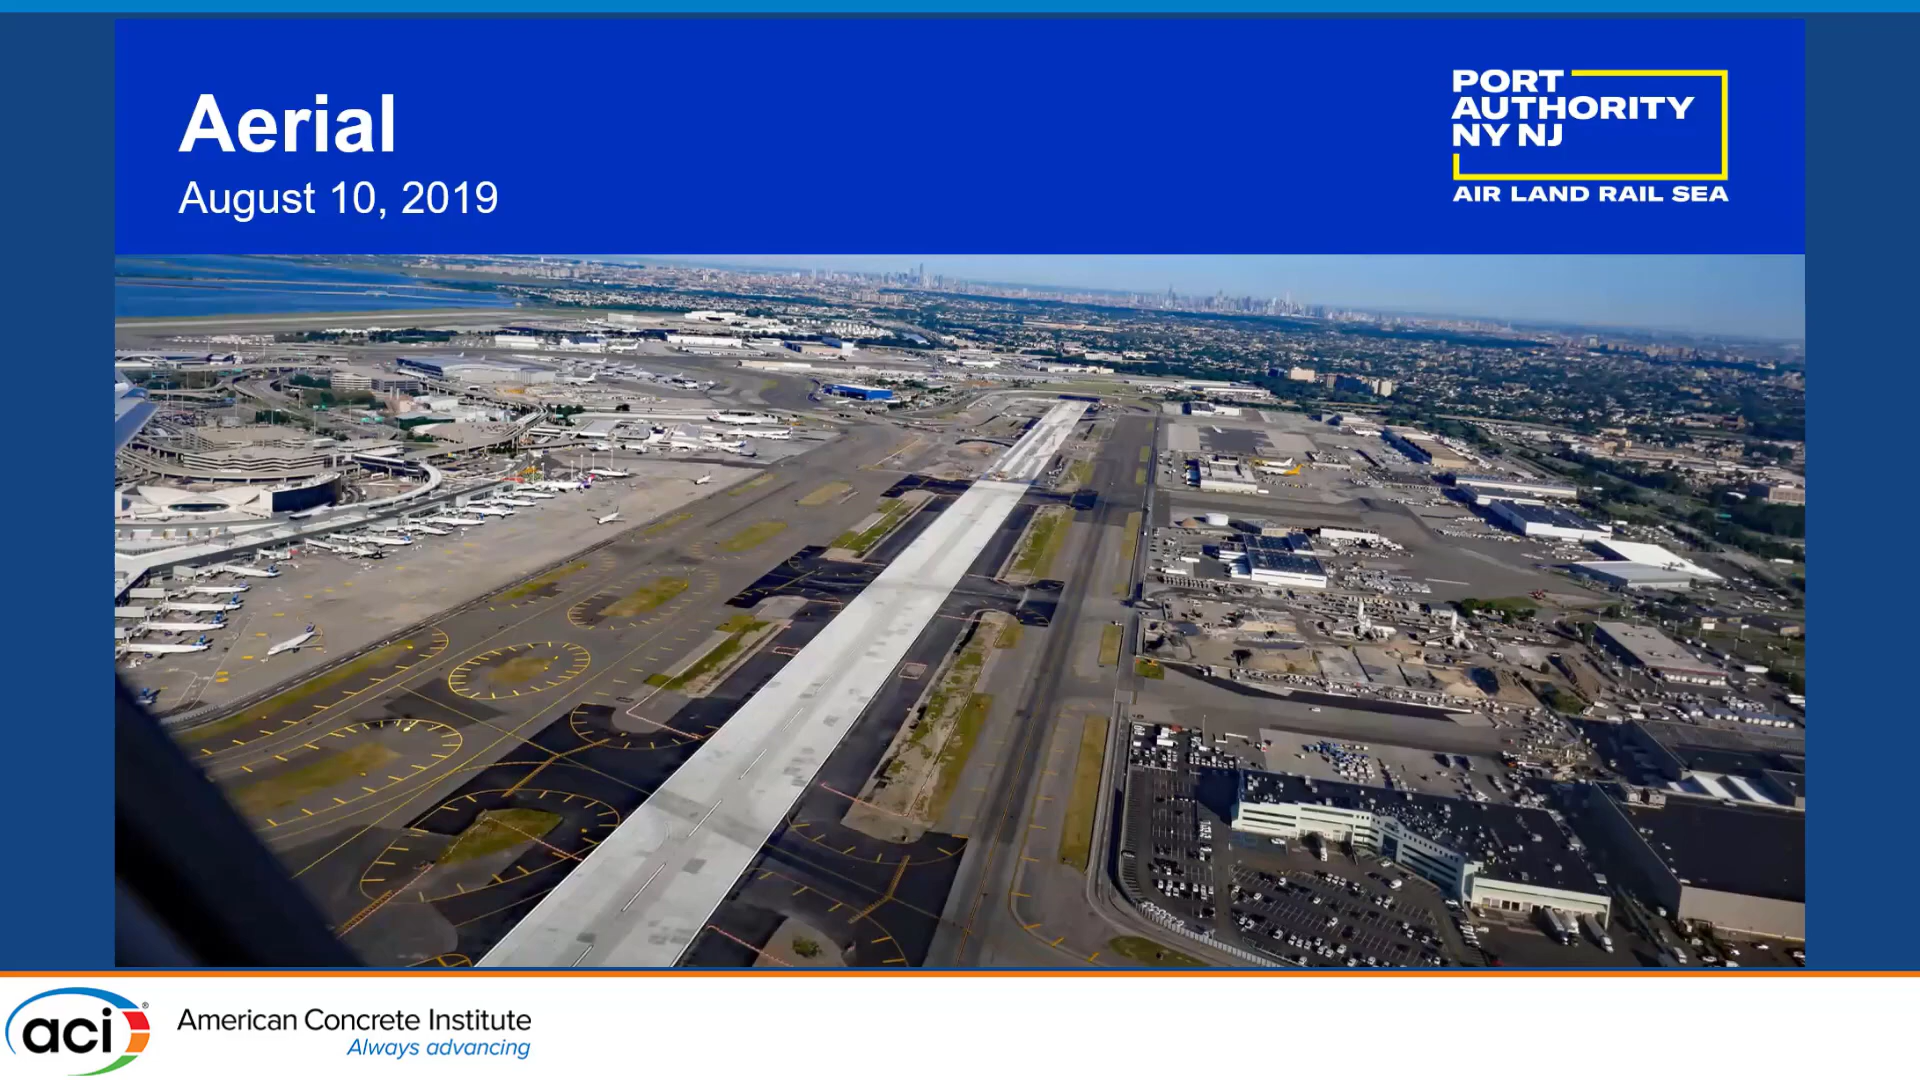 Aerial
August 10, 2019
PORT
AUTHORITY
NY NJ
AIR LAND RAIL SEA
aci®
American Concrete Institute
Always advancing